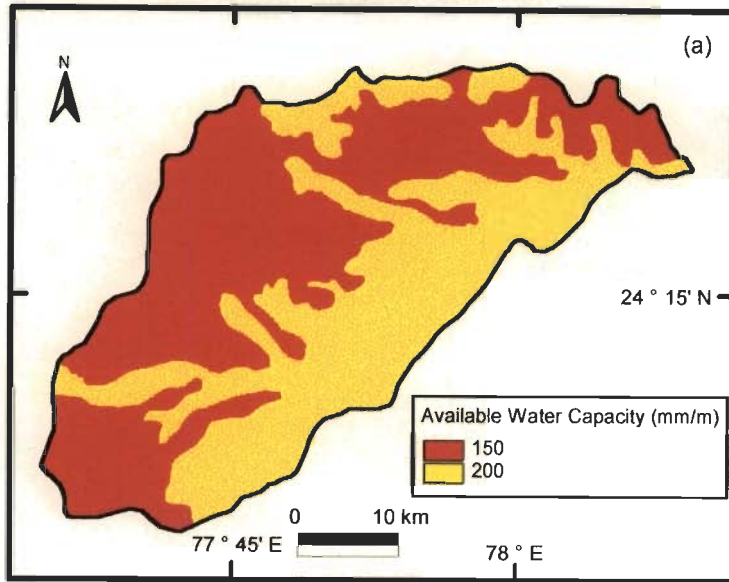 (a)
N
24 ° 15' N
Available Water Capacity (mm/m)
150
200
0 10 km
77 ° 45' E
78 ° E